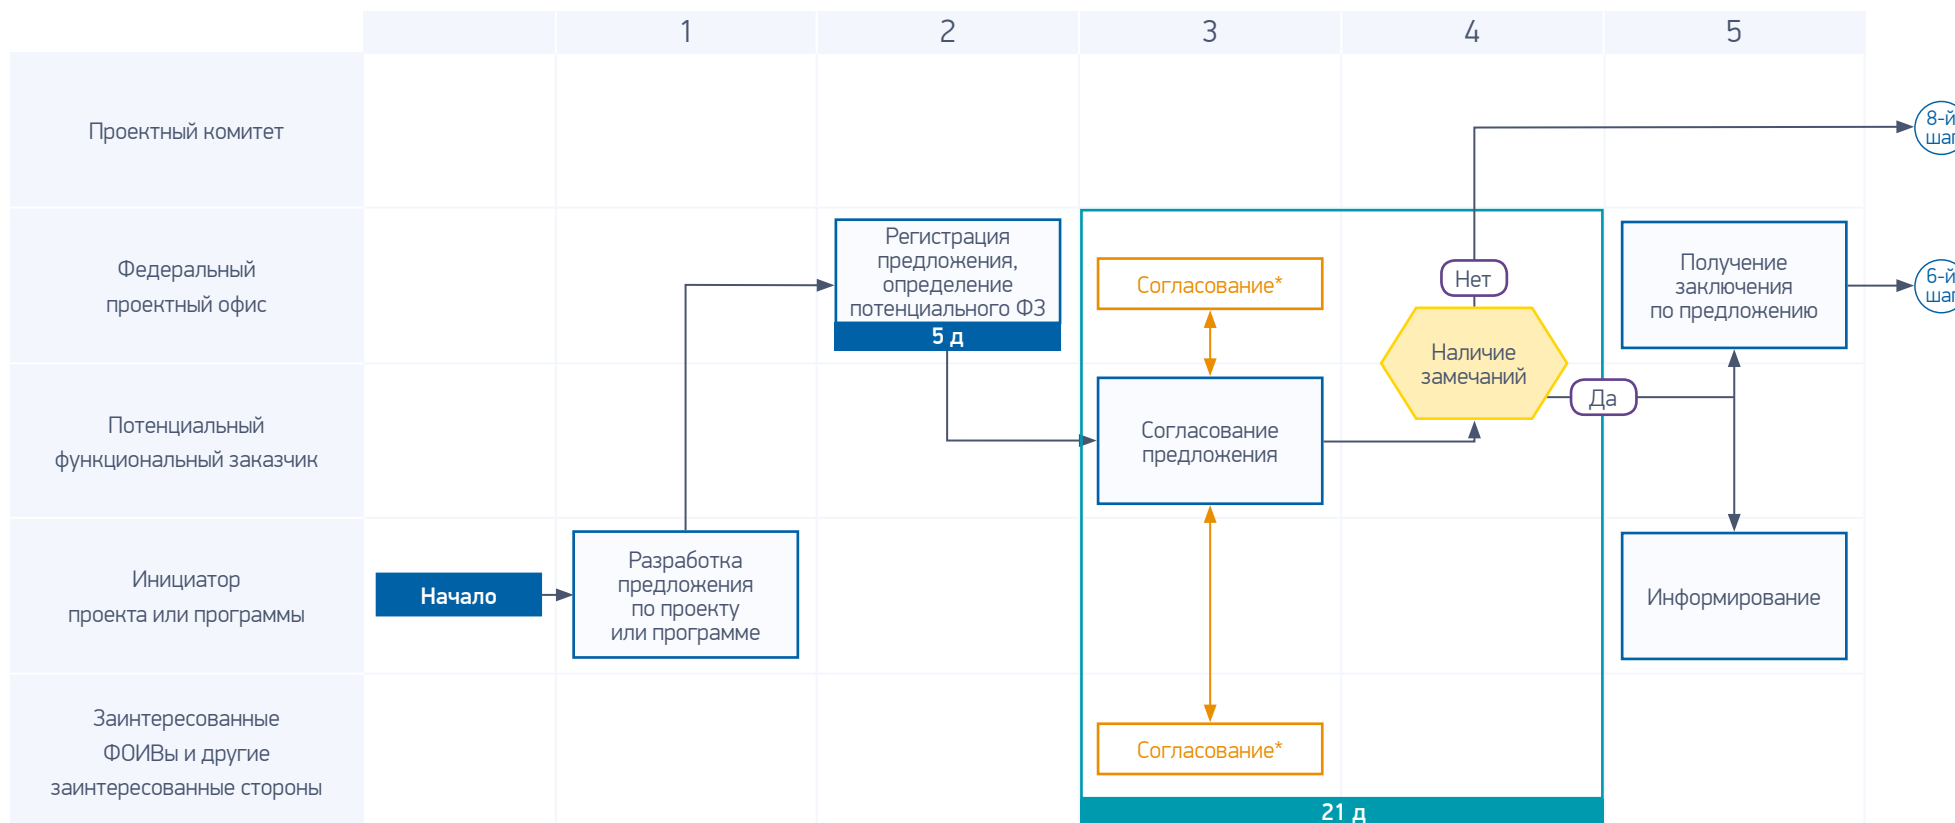 1
2
3
4
5
Проектный комитет
8-й
шаг
Федеральный
проектный офис
Регистрация
предложения,
определение
потенциального ФЗ
5 д
Согласование*
Нет
Наличие
замечаний
Получение
заключения
по предложению
6-й
шаг
Потенциальный
функциональный заказчик
Согласование
предложения
Да
Инициатор
проекта или программы
Начало
Разработка
предложения
по проекту
или программе
Информирование
Заинтересованные
ФОИВы и другие
заинтересованные стороны
Согласование*
21 д